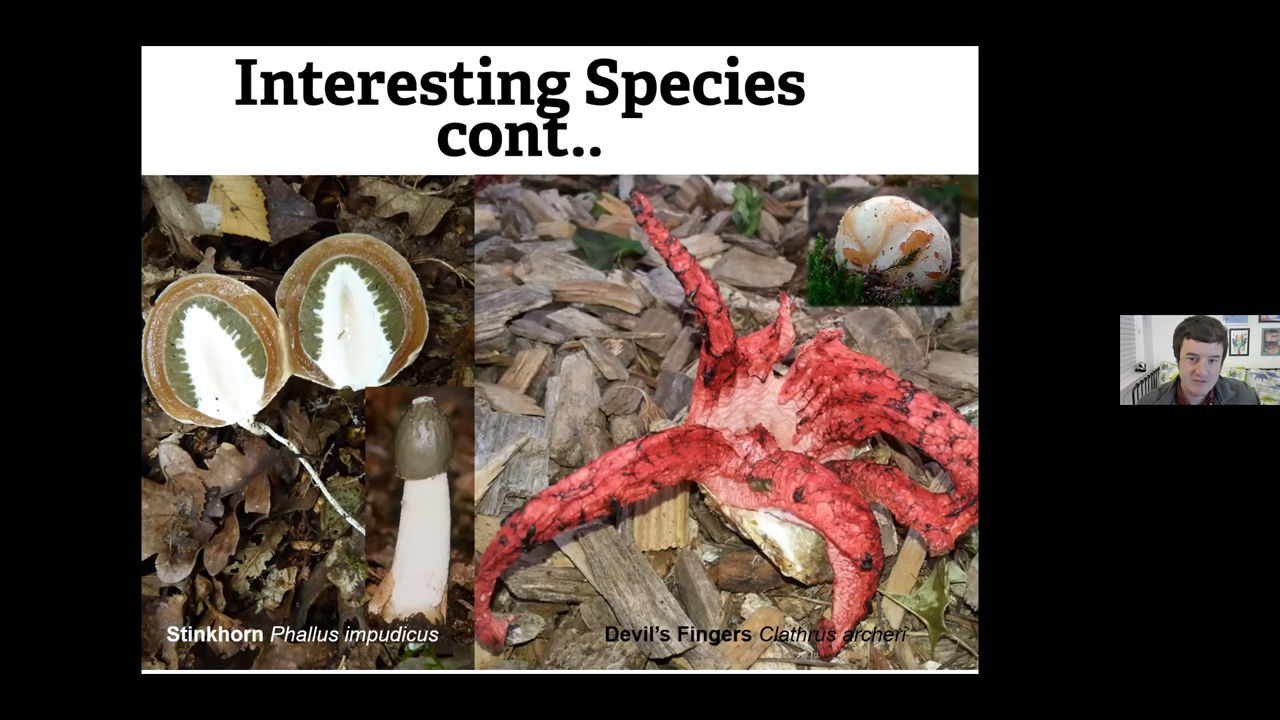 Interesting Species
cont..
Stinkhorn Phallus impudicus
Devil's Fingers Clathrus archeri